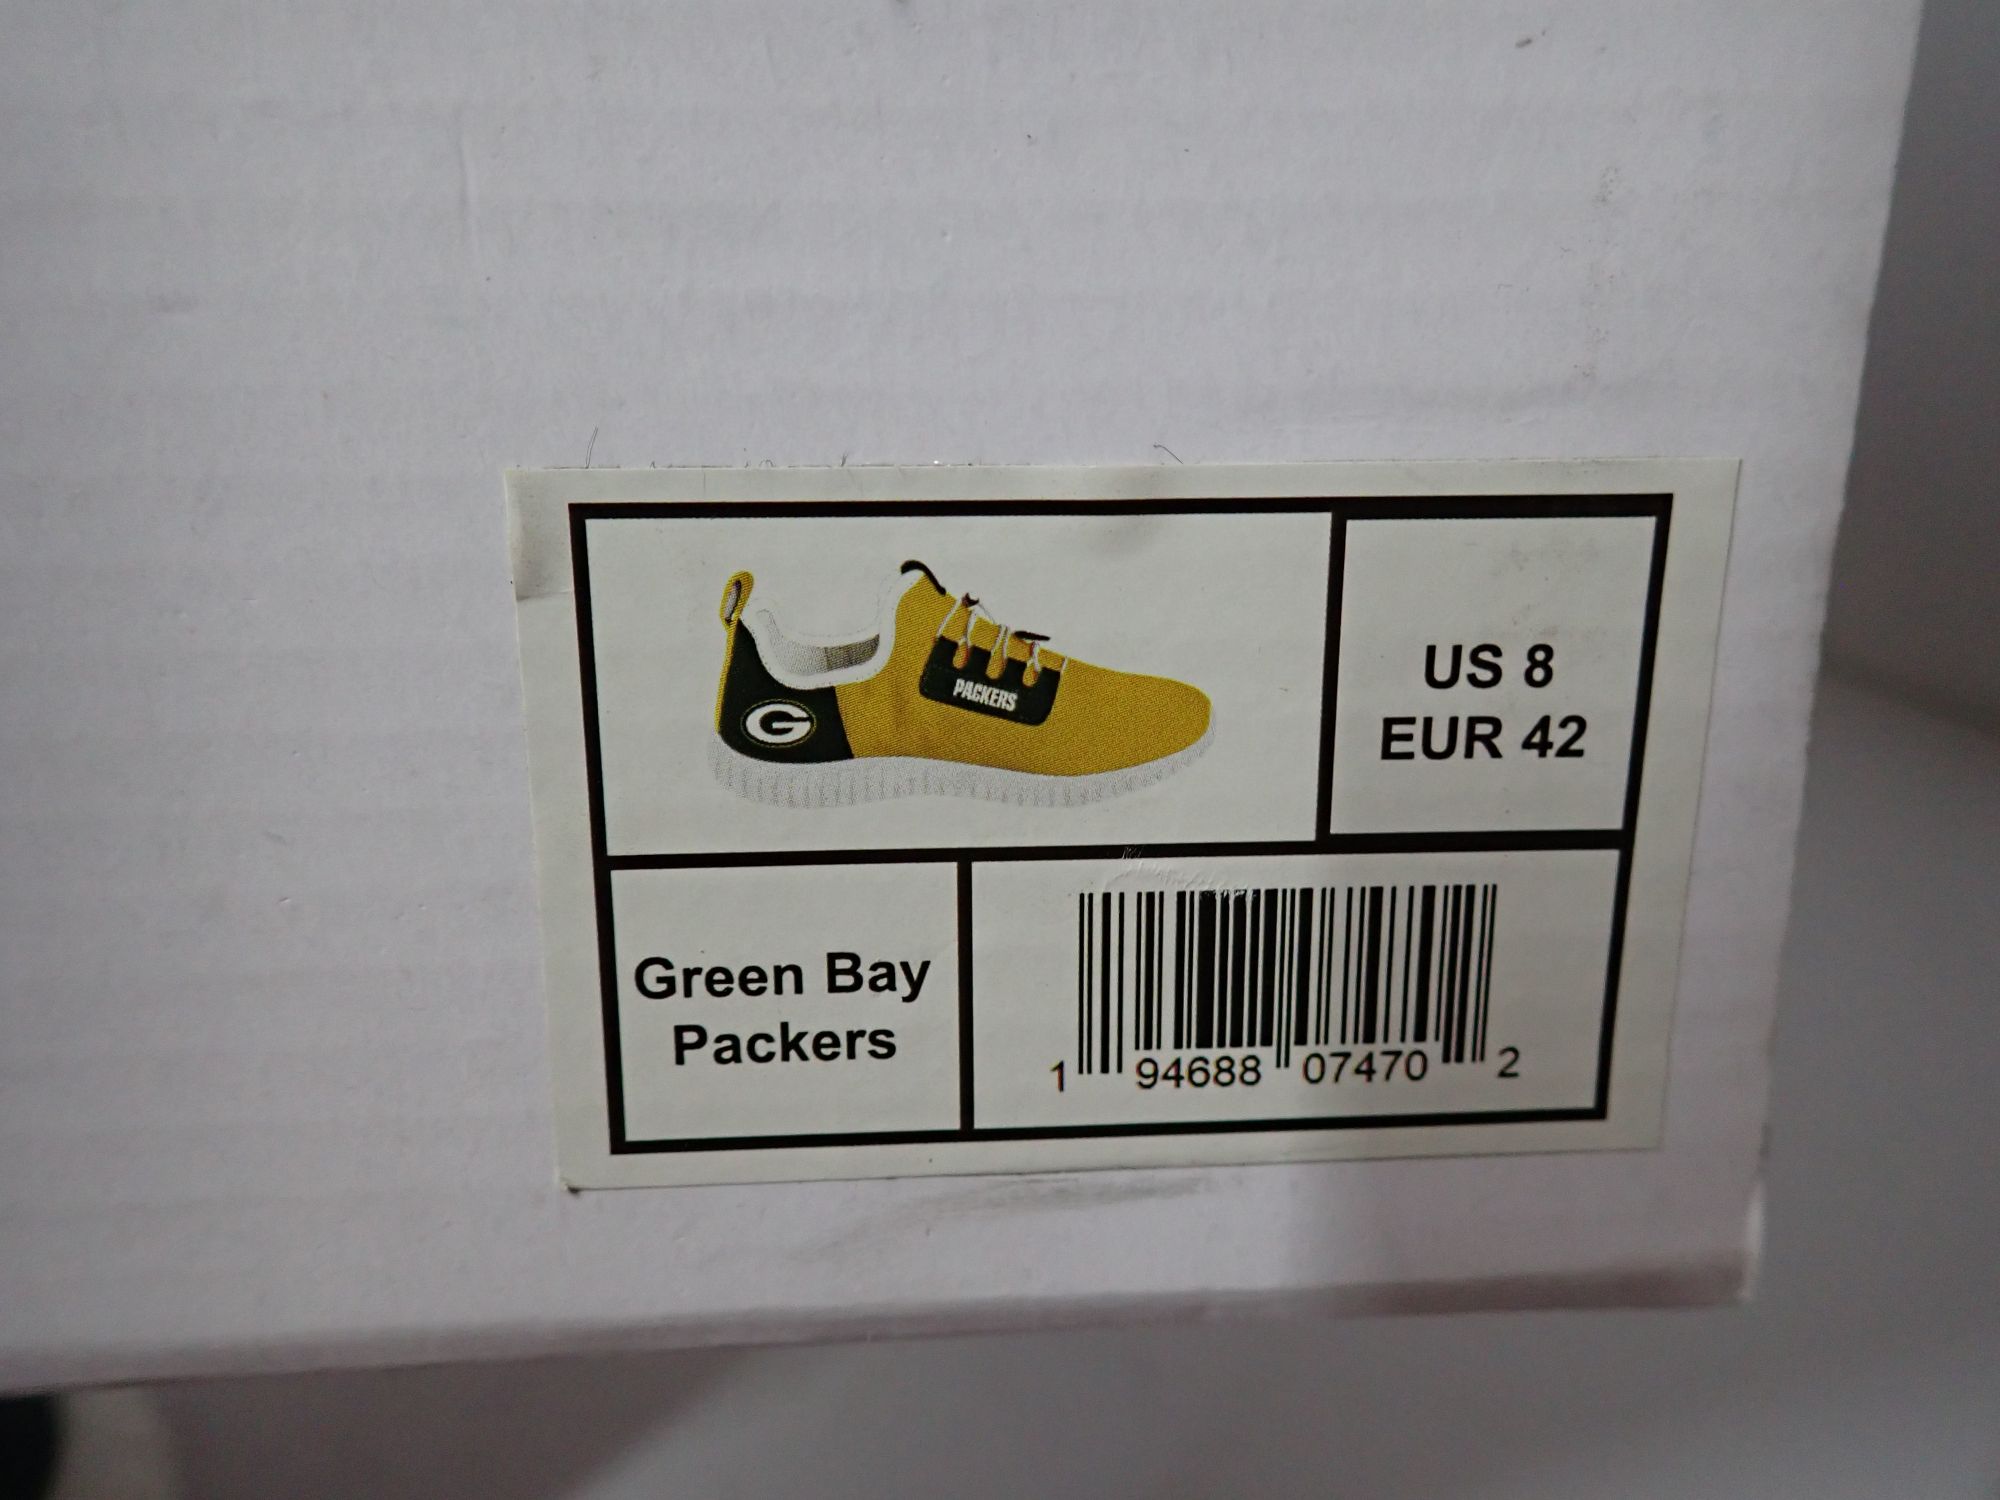 G
PACKERS
US 8
EUR 42
Green Bay
Packers
1 94688 07470 2